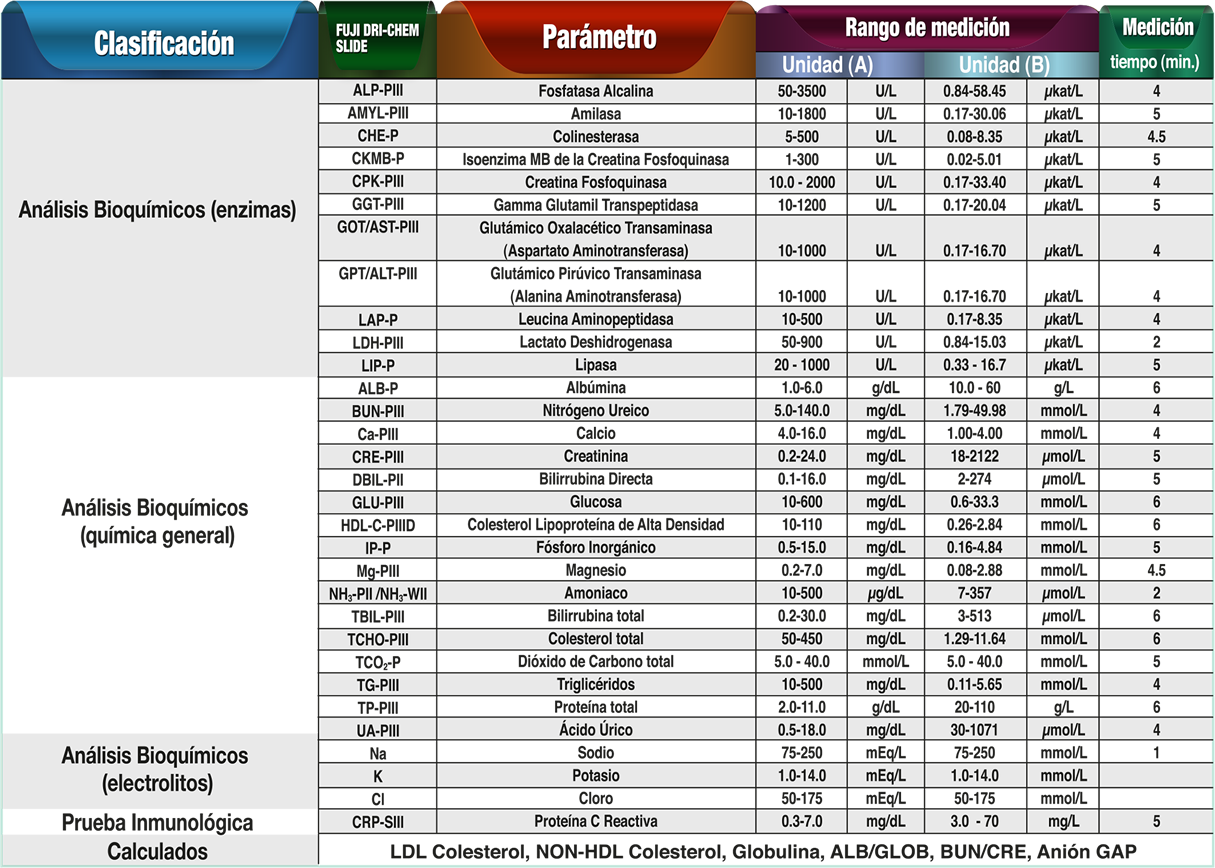 Clasificación | FUJI DRI-CHEM SLIDE | Parámetro | Rango de medición | Medición
Unidad (A) | Unidad (B) | tiempo (min.)
Análisis Bioquímicos (enzimas)
ALP-PIII | Fosfatasa Alcalina | 50-3500 | U/L | 0.84-58.45 | µkat/L | 4
AMYL-PIII | Amilasa | 10-1800 | U/L | 0.17-30.06 | µkat/L | 5
CHE-P | Colinesterasa | 5-500 | U/L | 0.08-8.35 | µkat/L | 4.5
CKMB-P | Isoenzima MB de la Creatina Fosfoquinasa | 1-300 | U/L | 0.02-5.01 | µkat/L | 5
CPK-PIII | Creatina Fosfoquinasa | 10.0 - 2000 | U/L | 0.17-33.40 | µkat/L | 4
GGT-PIII | Gamma Glutamil Transpeptidasa | 10-1200 | U/L | 0.17-20.04 | µkat/L | 5
GOT/AST-PIII | Glutámico Oxalacético Transaminasa
(Aspartato Aminotransferasa) | 10-1000 | U/L | 0.17-16.70 | µkat/L | 4
GPT/ALT-PIII | Glutámico Pirúvico Transaminasa
(Alanina Aminotransferasa) | 10-1000 | U/L | 0.17-16.70 | µkat/L | 4
LAP-P | Leucina Aminopeptidasa | 10-500 | U/L | 0.17-8.35 | µkat/L | 4
LDH-PIII | Lactato Deshidrogenasa | 50-900 | U/L | 0.84-15.03 | µkat/L | 2
LIP-P | Lipasa | 20 - 1000 | U/L | 0.33 - 16.7 | µkat/L | 5
Análisis Bioquímicos
(química general)
ALB-P | Albúmina | 1.0-6.0 | g/dL | 10.0 - 60 | g/L | 6
BUN-PIII | Nitrógeno Ureico | 5.0-140.0 | mg/dL | 1.79-49.98 | mmol/L | 4
Ca-PIII | Calcio | 4.0-16.0 | mg/dL | 1.00-4.00 | mmol/L | 4
CRE-PIII | Creatinina | 0.2-24.0 | mg/dL | 18-2122 | µmol/L | 5
DBIL-PII | Bilirrubina Directa | 0.1-16.0 | mg/dL | 2-274 | µmol/L | 5
GLU-PIII | Glucosa | 10-600 | mg/dL | 0.6-33.3 | mmol/L | 6
HDL-C-PIIID | Colesterol Lipoproteína de Alta Densidad | 10-110 | mg/dL | 0.26-2.84 | mmol/L | 6
IP-P | Fósforo Inorgánico | 0.5-15.0 | mg/dL | 0.16-4.84 | mmol/L | 5
Mg-PIII | Magnesio | 0.2-7.0 | mg/dL | 0.08-2.88 | mmol/L | 4.5
NH₃-PII /NH₃-WII | Amoniaco | 10-500 | µg/dL | 7-357 | µmol/L | 2
TBIL-PIII | Bilirrubina total | 0.2-30.0 | mg/dL | 3-513 | µmol/L | 6
TCHO-PIII | Colesterol total | 50-450 | mg/dL | 1.29-11.64 | mmol/L | 6
TCO₂-P | Dióxido de Carbono total | 5.0 - 40.0 | mmol/L | 5.0 - 40.0 | mmol/L | 5
TG-PIII | Triglicéridos | 10-500 | mg/dL | 0.11-5.65 | mmol/L | 4
TP-PIII | Proteína total | 2.0-11.0 | g/dL | 20-110 | g/L | 6
UA-PIII | Ácido Úrico | 0.5-18.0 | mg/dL | 30-1071 | µmol/L | 4
Análisis Bioquímicos
(electrolitos)
Na | Sodio | 75-250 | mEq/L | 75-250 | mmol/L | 1
K | Potasio | 1.0-14.0 | mEq/L | 1.0-14.0 | mmol/L
Cl | Cloro | 50-175 | mEq/L | 50-175 | mmol/L
Prueba Inmunológica
CRP-SIII | Proteína C Reactiva | 0.3-7.0 | mg/dL | 3.0 - 70 | mg/L | 5
Calculados
LDL Colesterol, NON-HDL Colesterol, Globulina, ALB/GLOB, BUN/CRE, Anión GAP